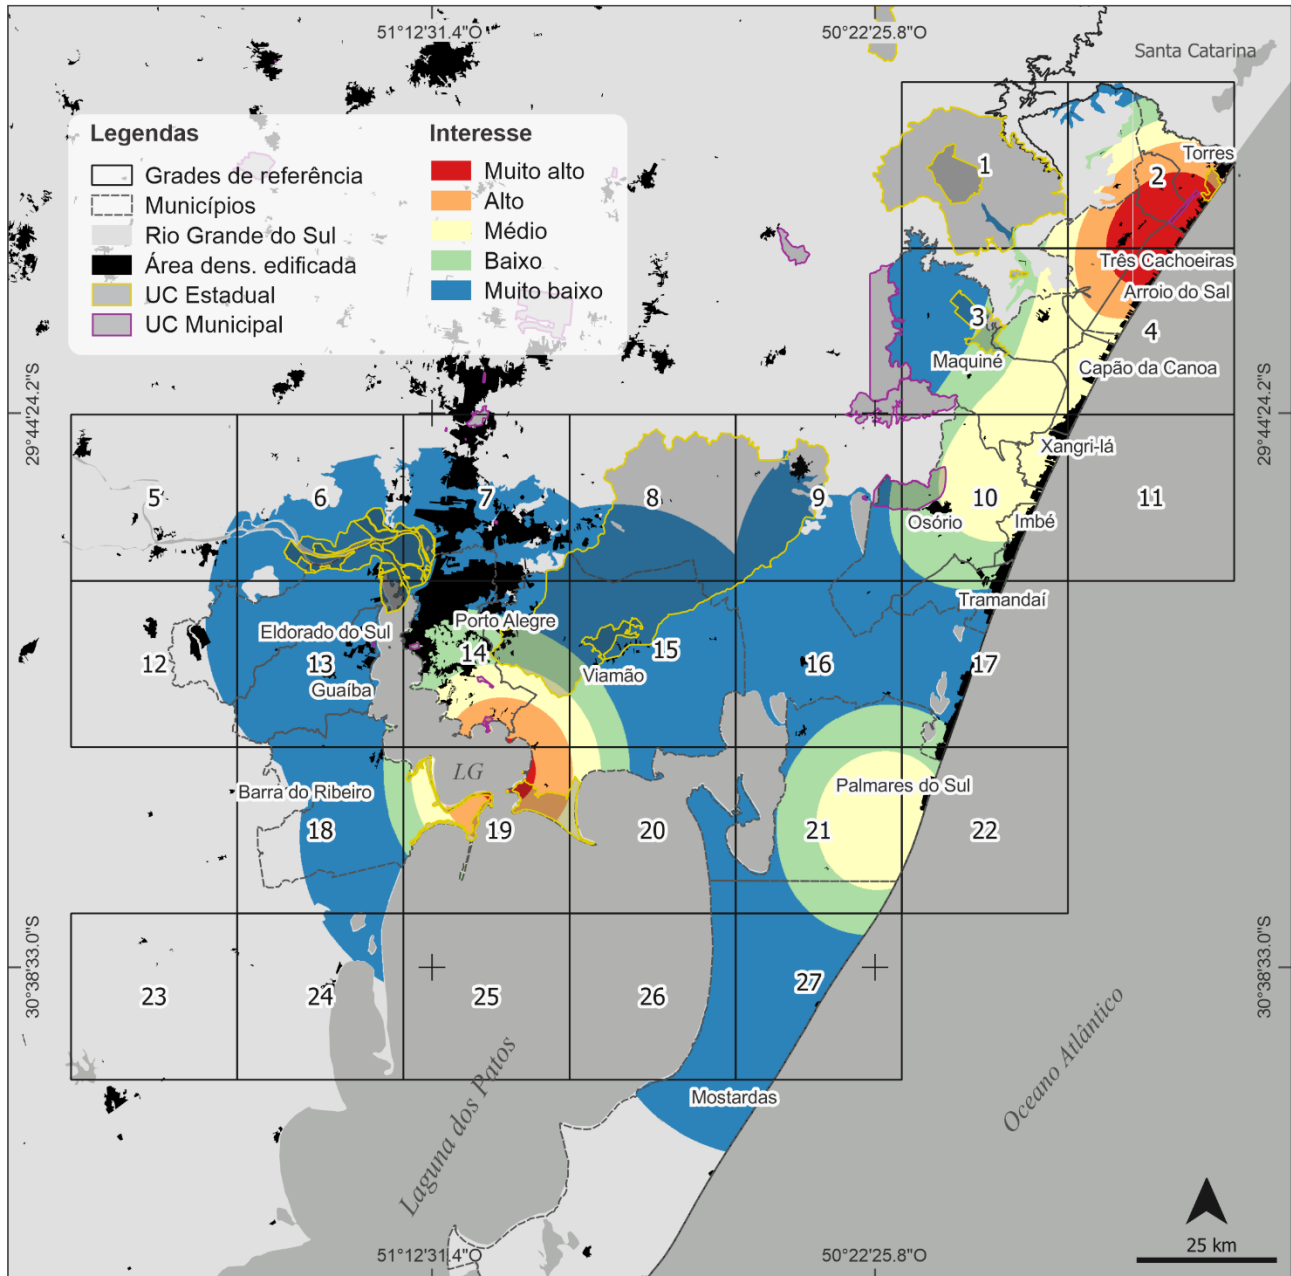 51°12'31.4"O
50°22'25.8"O
Santa Catarina
Legendas
Grades de referência
Municípios
Rio Grande do Sul
Área dens. edificada
UC Estadual
UC Municipal
Interesse
Muito alto
Alto
Médio
Baixo
Muito baixo
1
Torres
2
Três Cachoeiras
Arroio do Sal
3
4
Maquiné
Capão da Canoa
29°44'24.2"S
29°44'24.2"S
Xangri-lá
5
6
7
8
9
10
11
Osório
Imbé
Tramandaí
Eldorado do Sul
Porto Alegre
12
13
14
15
16
17
Viamão
Guaíba
LG
Barra do Ribeiro
Palmares do Sul
18
19
20
21
22
30°38'33.0"S
30°38'33.0"S
23
24
25
26
27
Mostardas
Laguna dos Patos
Oceano Atlântico
51°12'31.4"O
50°22'25.8"O
25 km